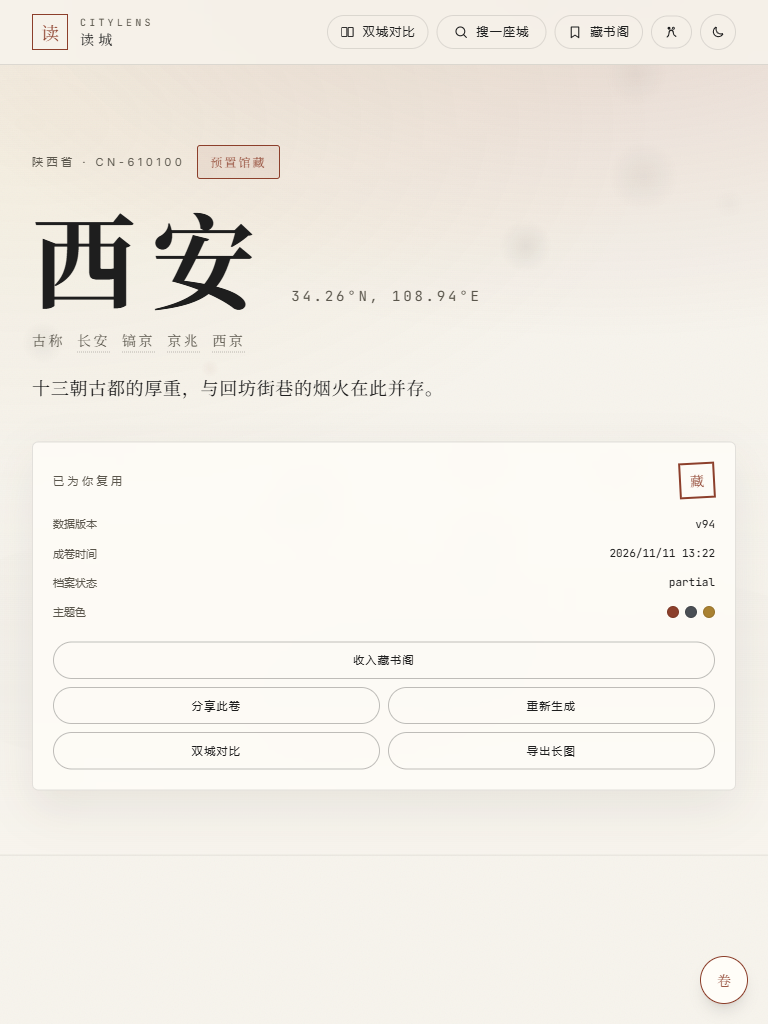 读
CITYLENS
读城
双城对比
搜一座城
藏书阁
陕西省 · CN-610100
预置馆藏
西安
34.26°N, 108.94°E
古称 长安 镐京 京兆 西京
十三朝古都的厚重，与回坊街巷的烟火在此并存。
已为你复用
藏
数据版本 v94
成卷时间 2026/11/11 13:22
档案状态 partial
主题色
收入藏书阁
分享此卷
重新生成
双城对比
导出长图
卷